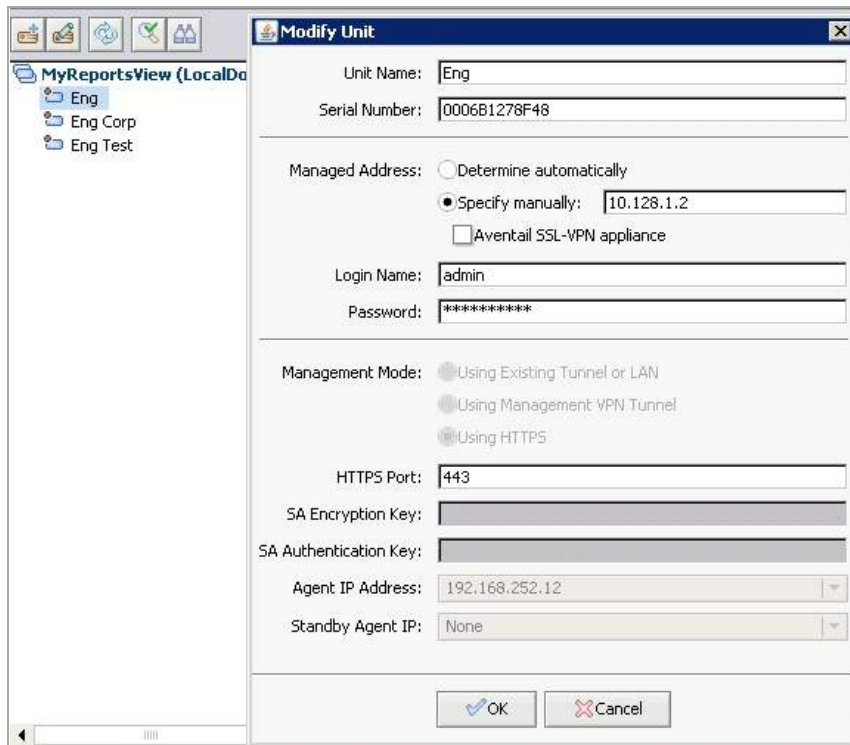 MyReportsView (LocalDo
Eng
Eng Corp
Eng Test
Modify Unit
Unit Name: Eng
Serial Number: 0006B1278F48
Managed Address: Determine automatically
Specify manually: 10.128.1.2
Aventail SSL-VPN appliance
Login Name: admin
Password: **********
Management Mode: Using Existing Tunnel or LAN
Using Management VPN Tunnel
Using HTTPS
HTTPS Port: 443
SA Encryption Key:
SA Authentication Key:
Agent IP Address: 192.168.252.12
Standby Agent IP: None
OK Cancel